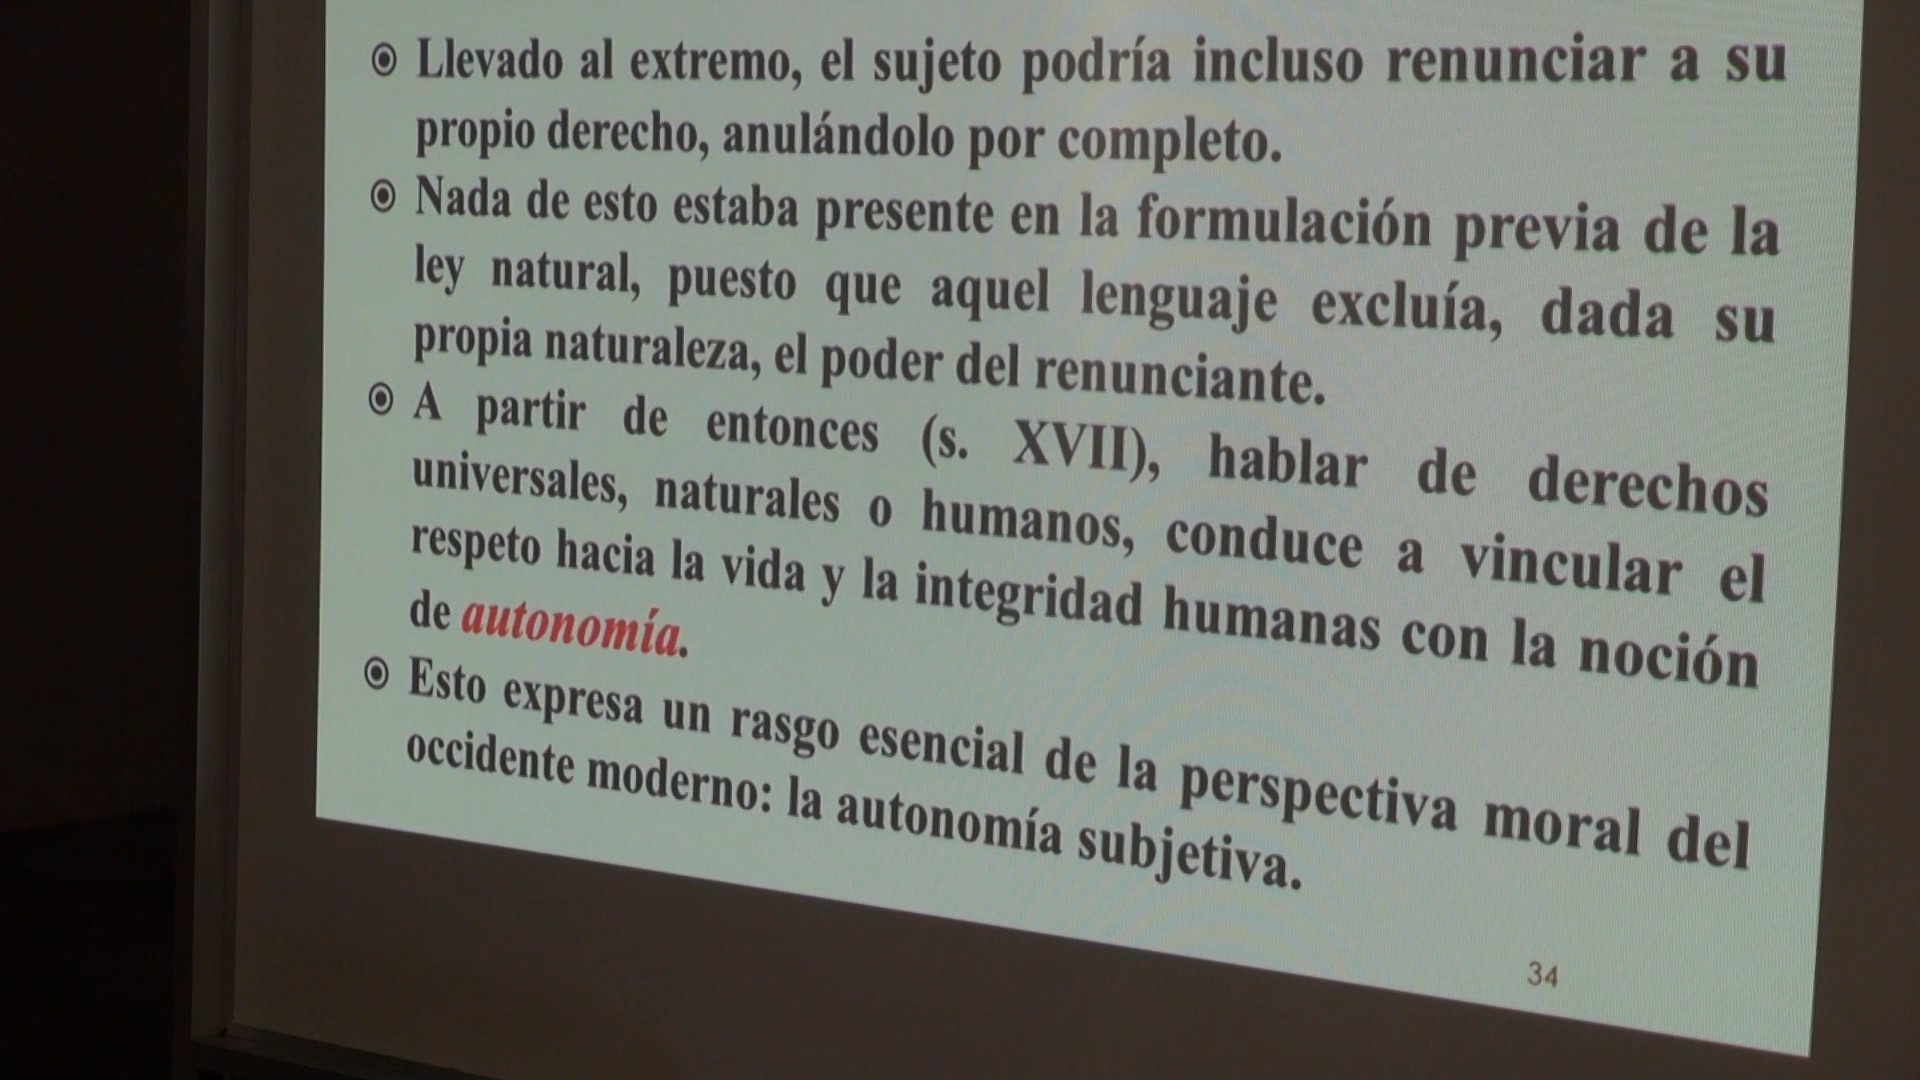 Llevado al extremo, el sujeto podría incluso renunciar a su
propio derecho, anulándolo por completo.
Nada de esto estaba presente en la formulación previa de la
ley natural, puesto que aquel lenguaje excluía, dada su
propia naturaleza, el poder del renunciante.
A partir de entonces (s. XVII), hablar de derechos
universales, naturales o humanos, conduce a vincular el
respeto hacia la vida y la integridad humanas con la noción
de autonomía.
Esto expresa un rasgo esencial de la perspectiva moral del
occidente moderno: la autonomía subjetiva.
34